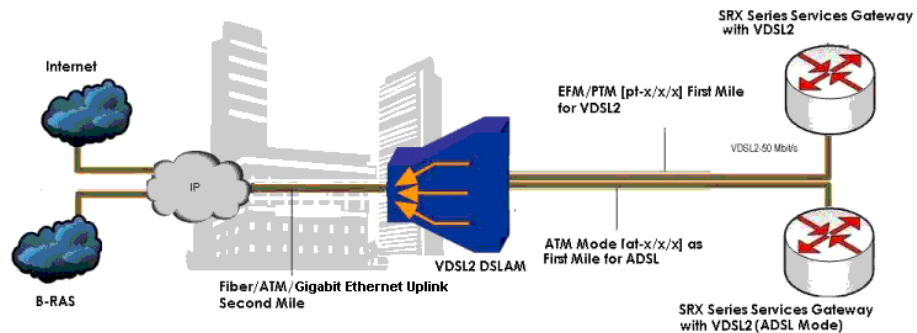 SRX Series Services Gateway
with VDSL2
Internet
EFM/PTM [pt-x/x/x] First Mile
for VDSL2
VDSL2-50 Mbit/s
IP
ATM Mode [at-x/x/x] as
First Mile for ADSL
VDSL2 DSLAM
B-RAS
Fiber/ATM/Gigabit Ethernet Uplink
Second Mile
SRX Series Services Gateway
with VDSL2 (ADSL Mode)